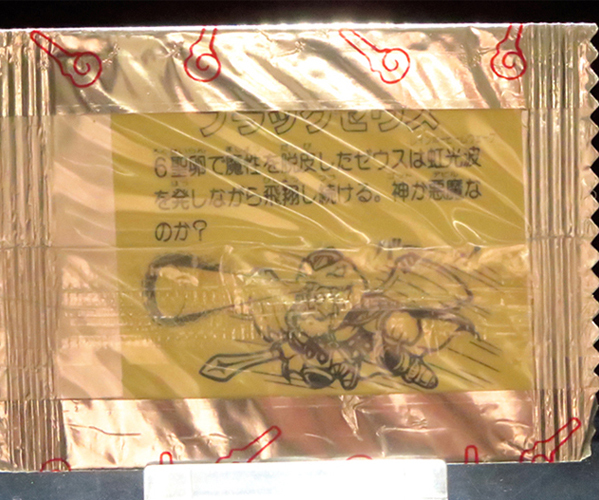 ブラックゼウス
6聖卵で魔性を脱皮したゼウスは虹光波
を発しながら飛翔し続ける。神か悪魔な
のか?